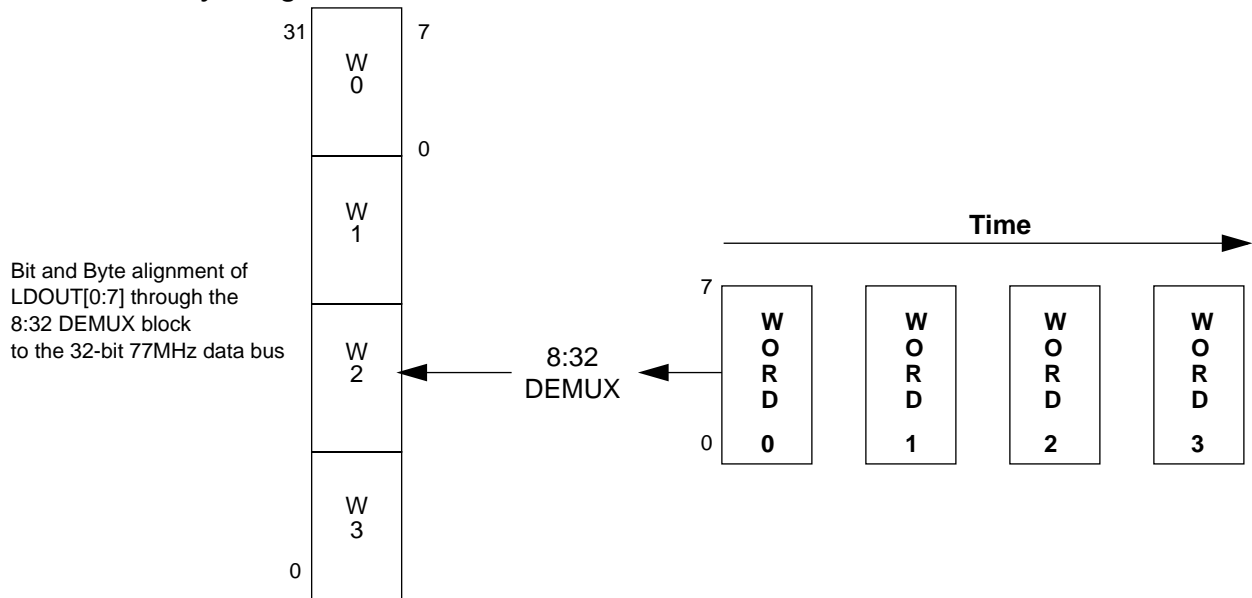 31
7
W
0
0
W
1
Time
Bit and Byte alignment of
LDOUT[0:7] through the
8:32 DEMUX block
to the 32-bit 77MHz data bus
W
2
8:32
DEMUX
7
W
O
R
D
0
W
O
R
D
1
W
O
R
D
2
W
O
R
D
3
0
W
3
0